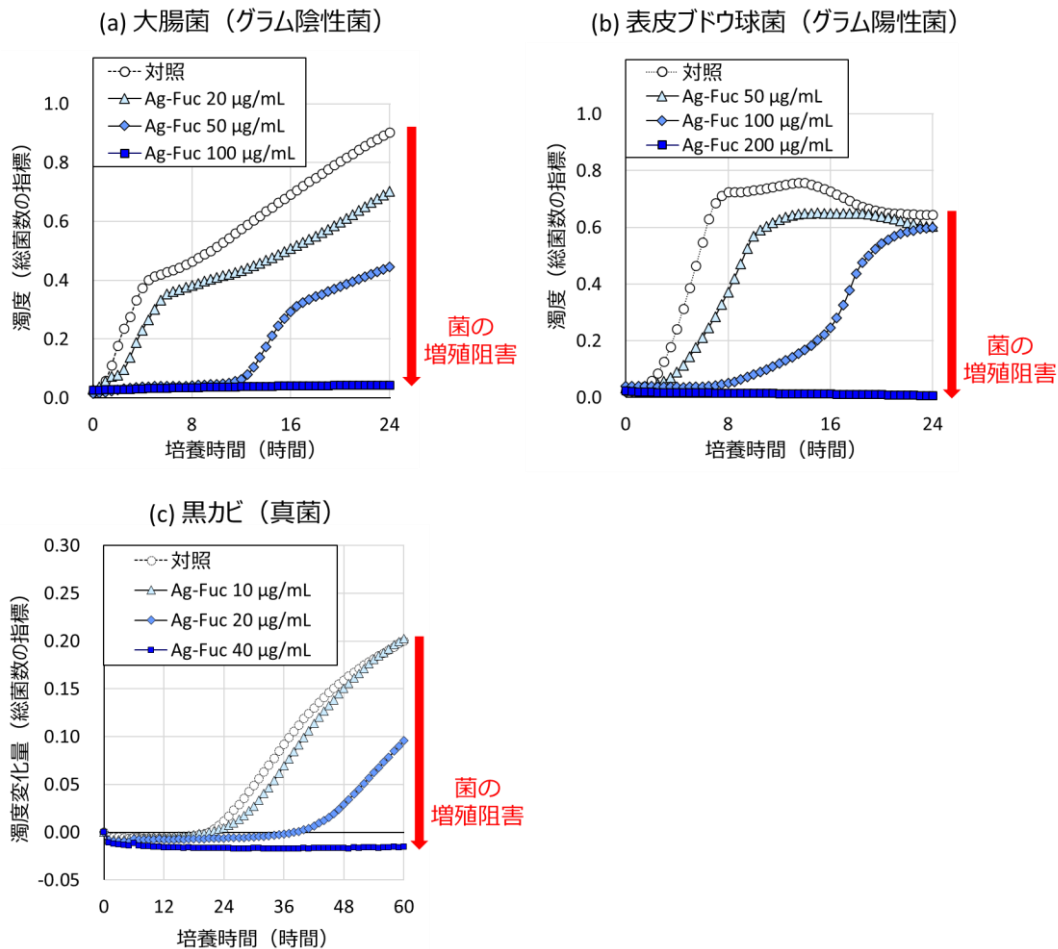 (a) 大腸菌（グラム陰性菌）
対照
Ag-Fuc 20 μg/mL
Ag-Fuc 50 μg/mL
Ag-Fuc 100 μg/mL
濁度（総菌数の指標）
1.0
0.8
0.6
0.4
0.2
0.0
0 8 16 24
培養時間（時間）
菌の
増殖阻害
(b) 表皮ブドウ球菌（グラム陽性菌）
対照
Ag-Fuc 50 μg/mL
Ag-Fuc 100 μg/mL
Ag-Fuc 200 μg/mL
濁度（総菌数の指標）
1.0
0.8
0.6
0.4
0.2
0.0
0 8 16 24
培養時間（時間）
菌の
増殖阻害
(c) 黒カビ（真菌）
対照
Ag-Fuc 10 μg/mL
Ag-Fuc 20 μg/mL
Ag-Fuc 40 μg/mL
濁度変化量（総菌数の指標）
0.30
0.25
0.20
0.15
0.10
0.05
0.00
-0.05
0 12 24 36 48 60
培養時間（時間）
菌の
増殖阻害